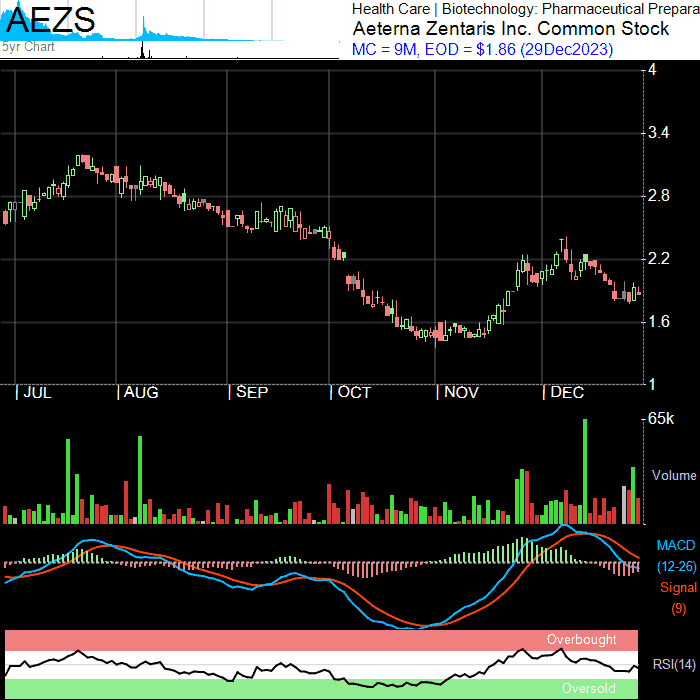 AEZS
5yr Chart
Health Care | Biotechnology: Pharmaceutical Prepara
Aeterna Zentaris Inc. Common Stock
MC = 9M, EOD = $1.86 (29Dec2023)
4
3.4
2.8
2.2
1.6
1
JUL
AUG
SEP
OCT
NOV
DEC
65k
Volume
MACD
(12-26)
Signal
(9)
Overbought
RSI(14)
Oversold